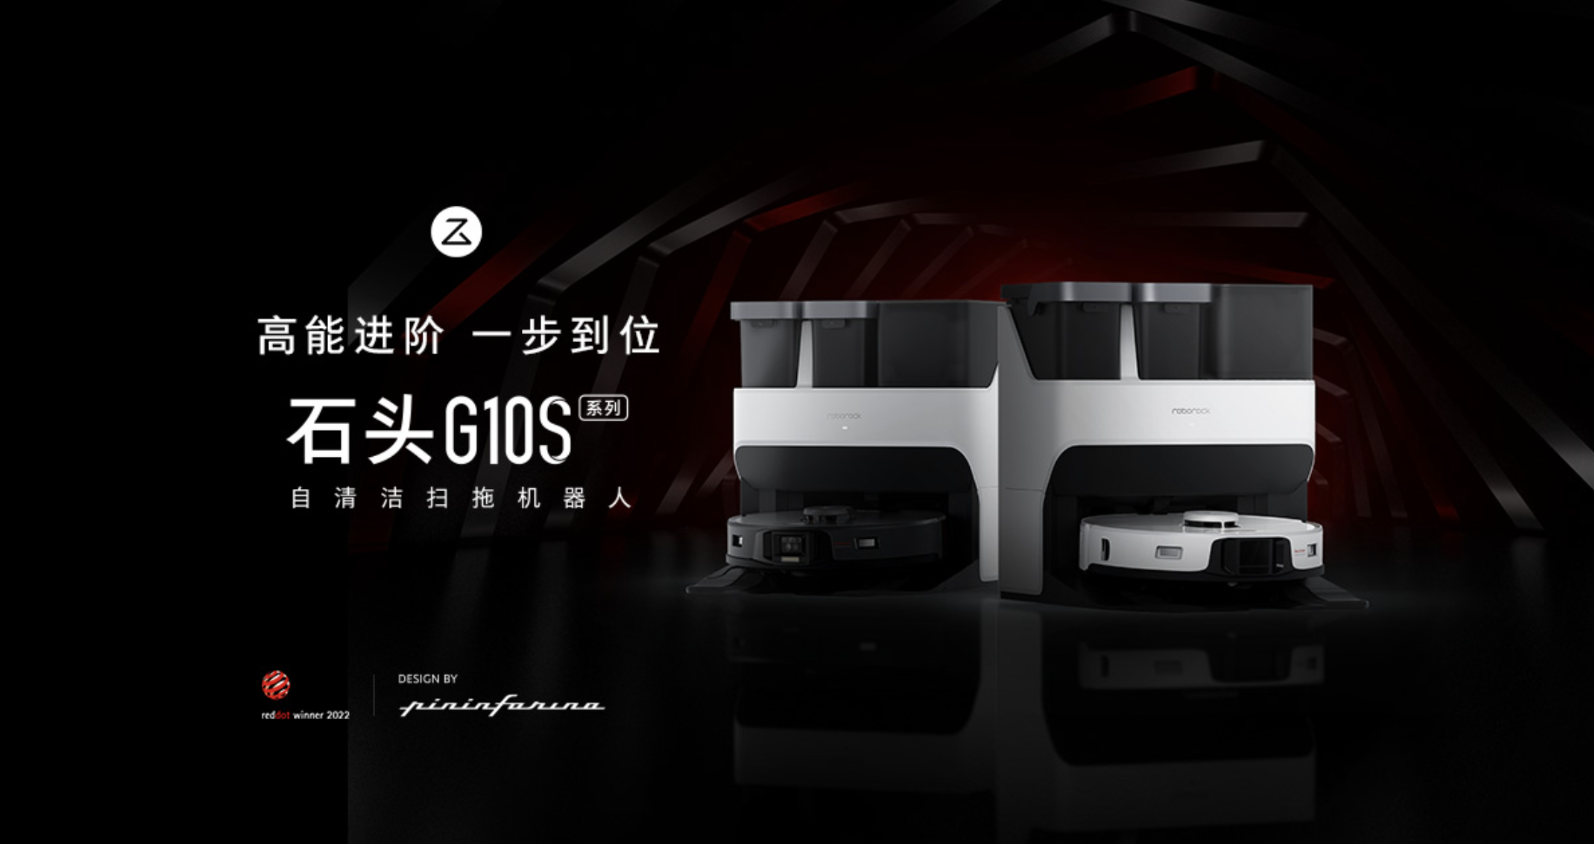 高能进阶 一步到位
石头G10S 系列
自清洁扫拖机器人
roborock
roborock
reddot winner 2022
DESIGN BY
pininfarina